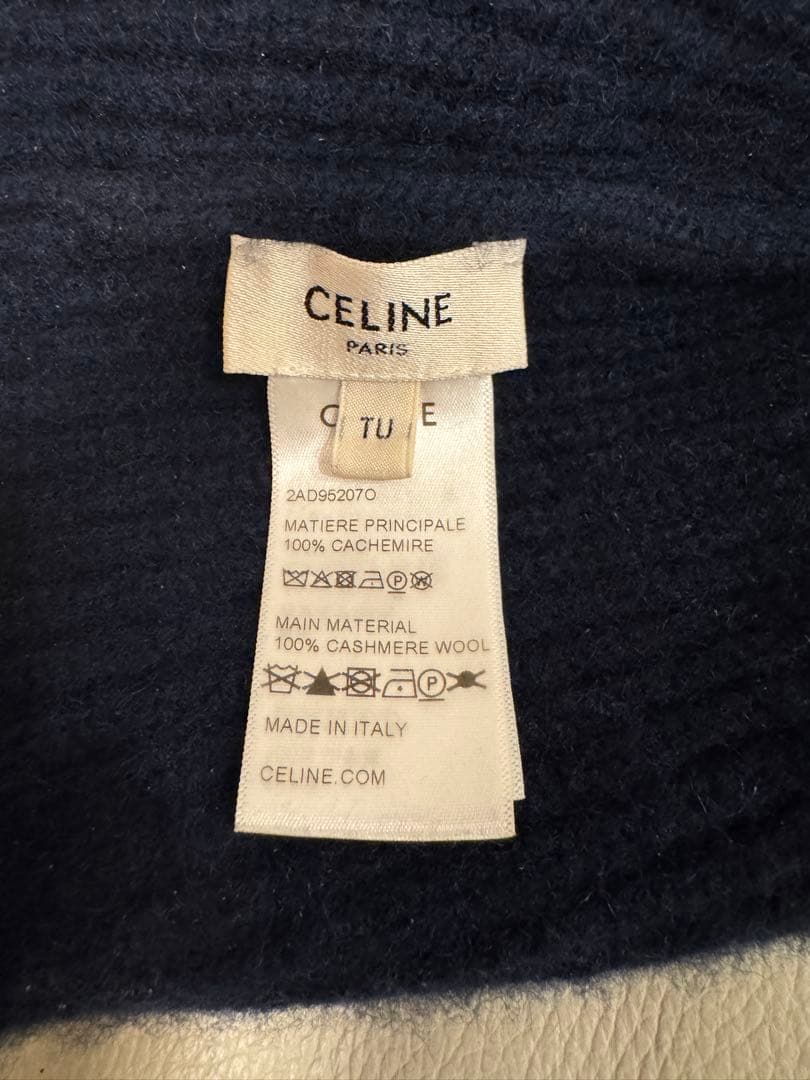 CELINE
PARIS
TU
2AD95207O
MATIERE PRINCIPALE
100% CACHEMIRE
MAIN MATERIAL
100% CASHMERE WOOL
MADE IN ITALY
CELINE.COM